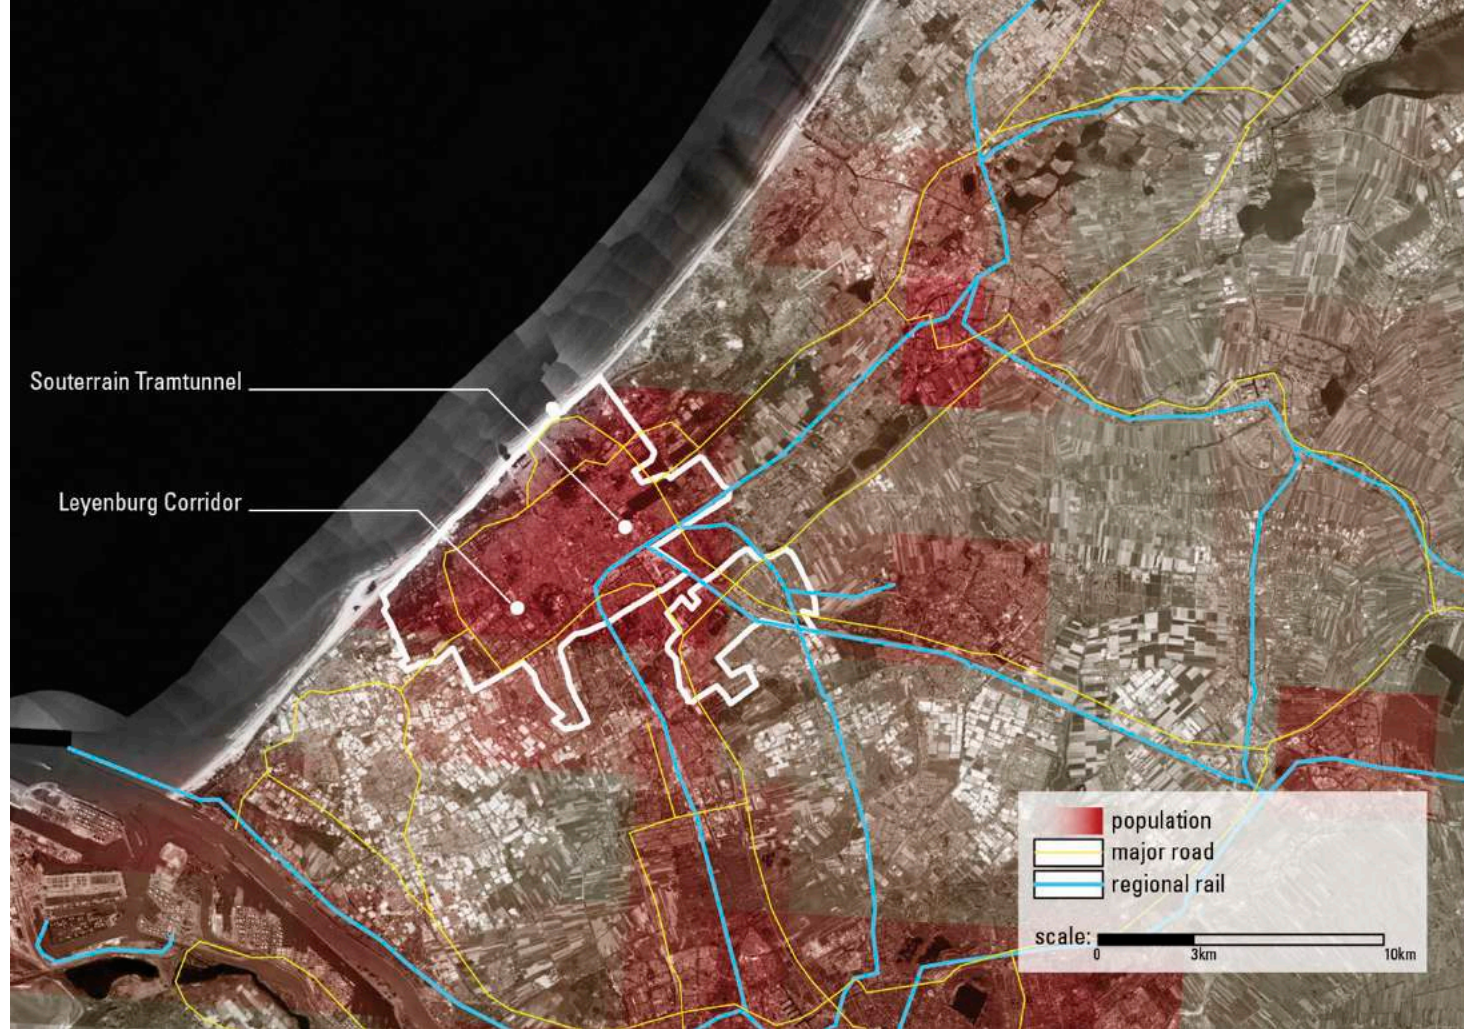 Souterrain Tramtunnel
Leyenburg Corridor
population
major road
regional rail
scale:
0 3km 10km